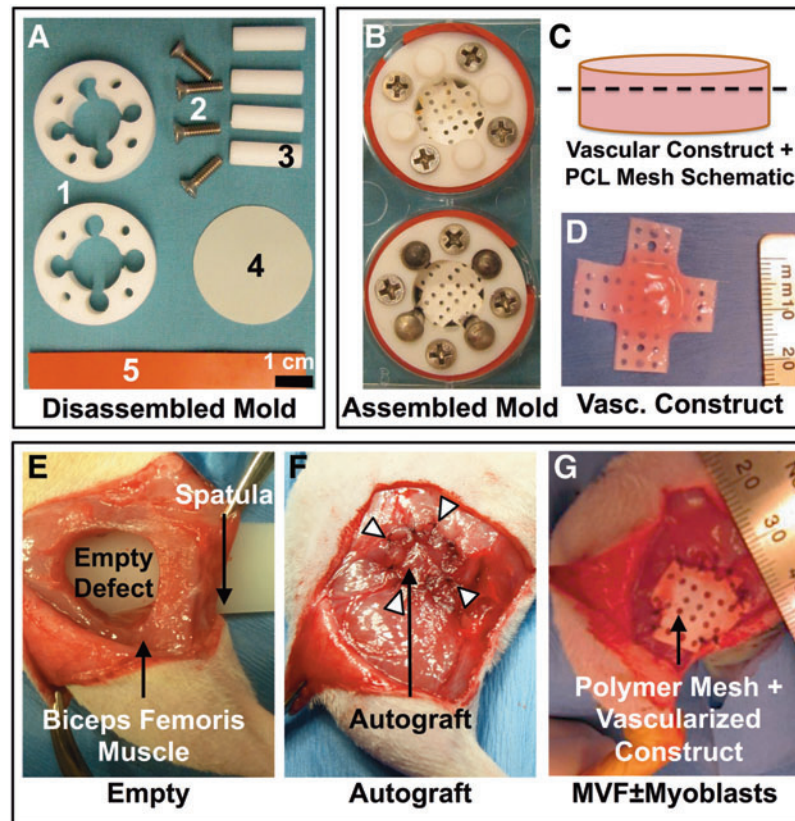 A
1
2
3
4
5
1 cm
Disassembled Mold
B
Assembled Mold
C
Vascular Construct +
PCL Mesh Schematic
D
mm10
20
Vasc. Construct
E
Spatula
Empty
Defect
Biceps Femoris
Muscle
Empty
F
Autograft
Autograft
G
20
30
40
Polymer Mesh +
Vascularized
Construct
MVF±Myoblasts